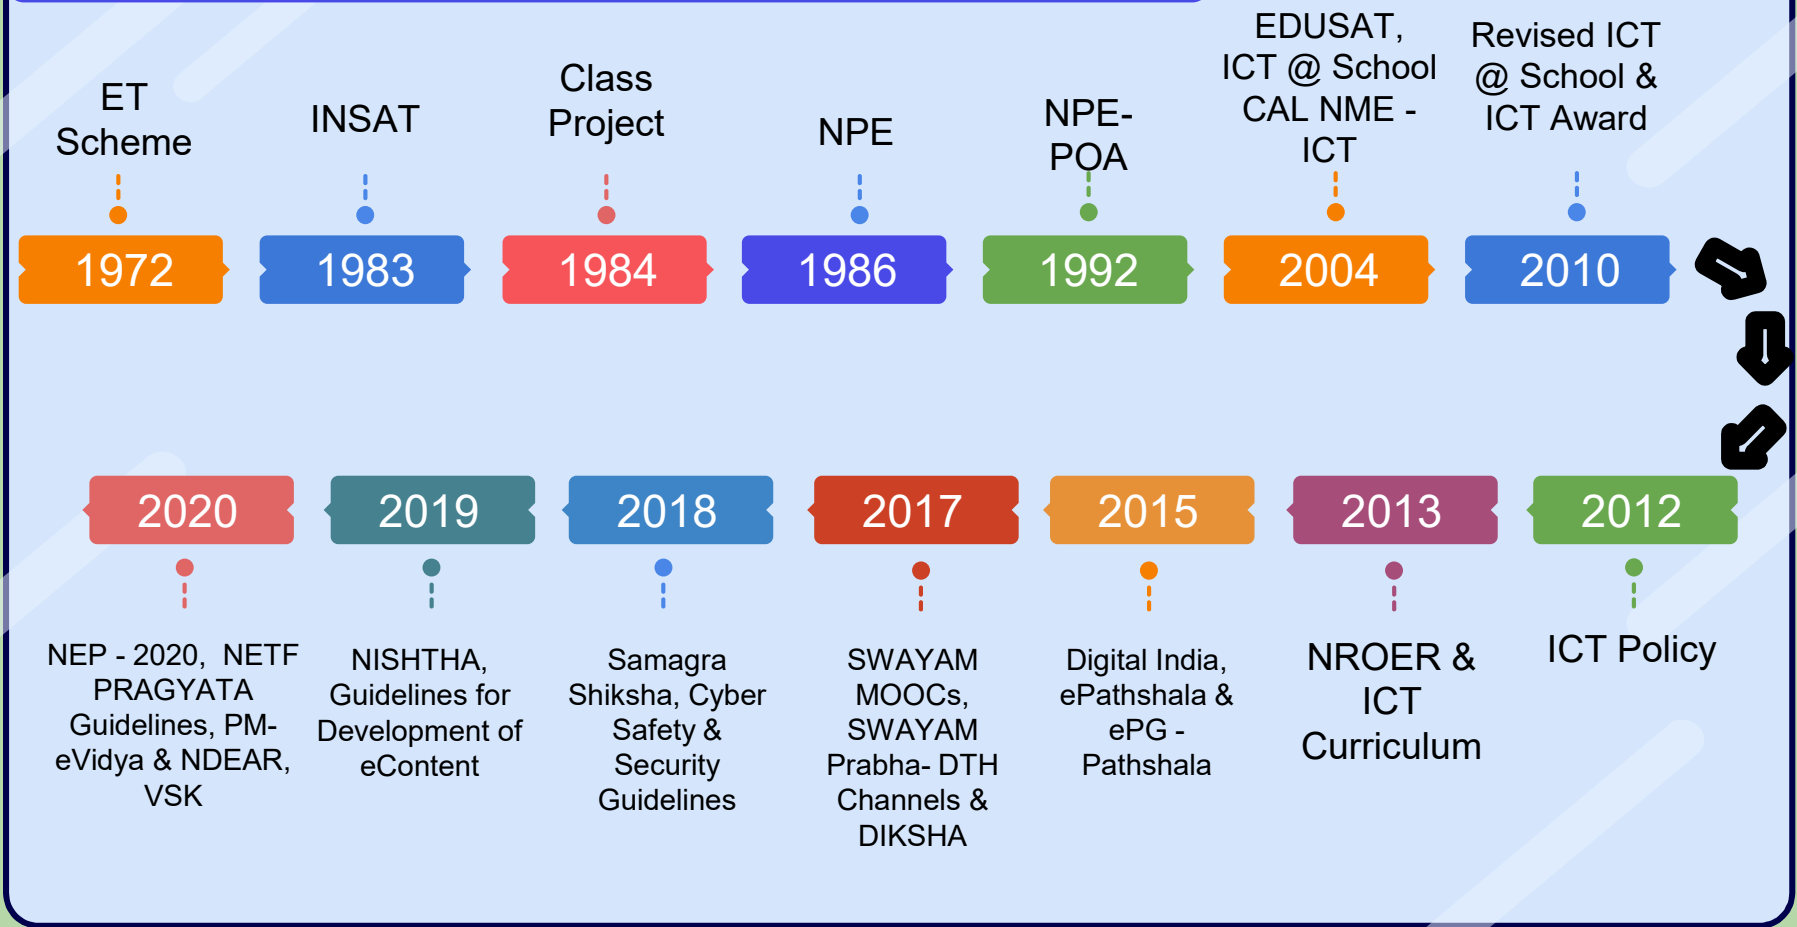 ET
Scheme
INSAT
Class
Project
NPE
NPE-
POA
EDUSAT,
ICT @ School
CAL NME -
ICT
Revised ICT
@ School &
ICT Award
1972
1983
1984
1986
1992
2004
2010
2020
2019
2018
2017
2015
2013
2012
NEP - 2020,  NETF
PRAGYATA
Guidelines, PM-
eVidya & NDEAR,
VSK
NISHTHA,
Guidelines for
Development of
eContent
Samagra
Shiksha, Cyber
Safety &
Security
Guidelines
SWAYAM
MOOCs,
SWAYAM
Prabha- DTH
Channels &
DIKSHA
Digital India,
ePathshala &
ePG -
Pathshala
NROER &
ICT
Curriculum
ICT Policy